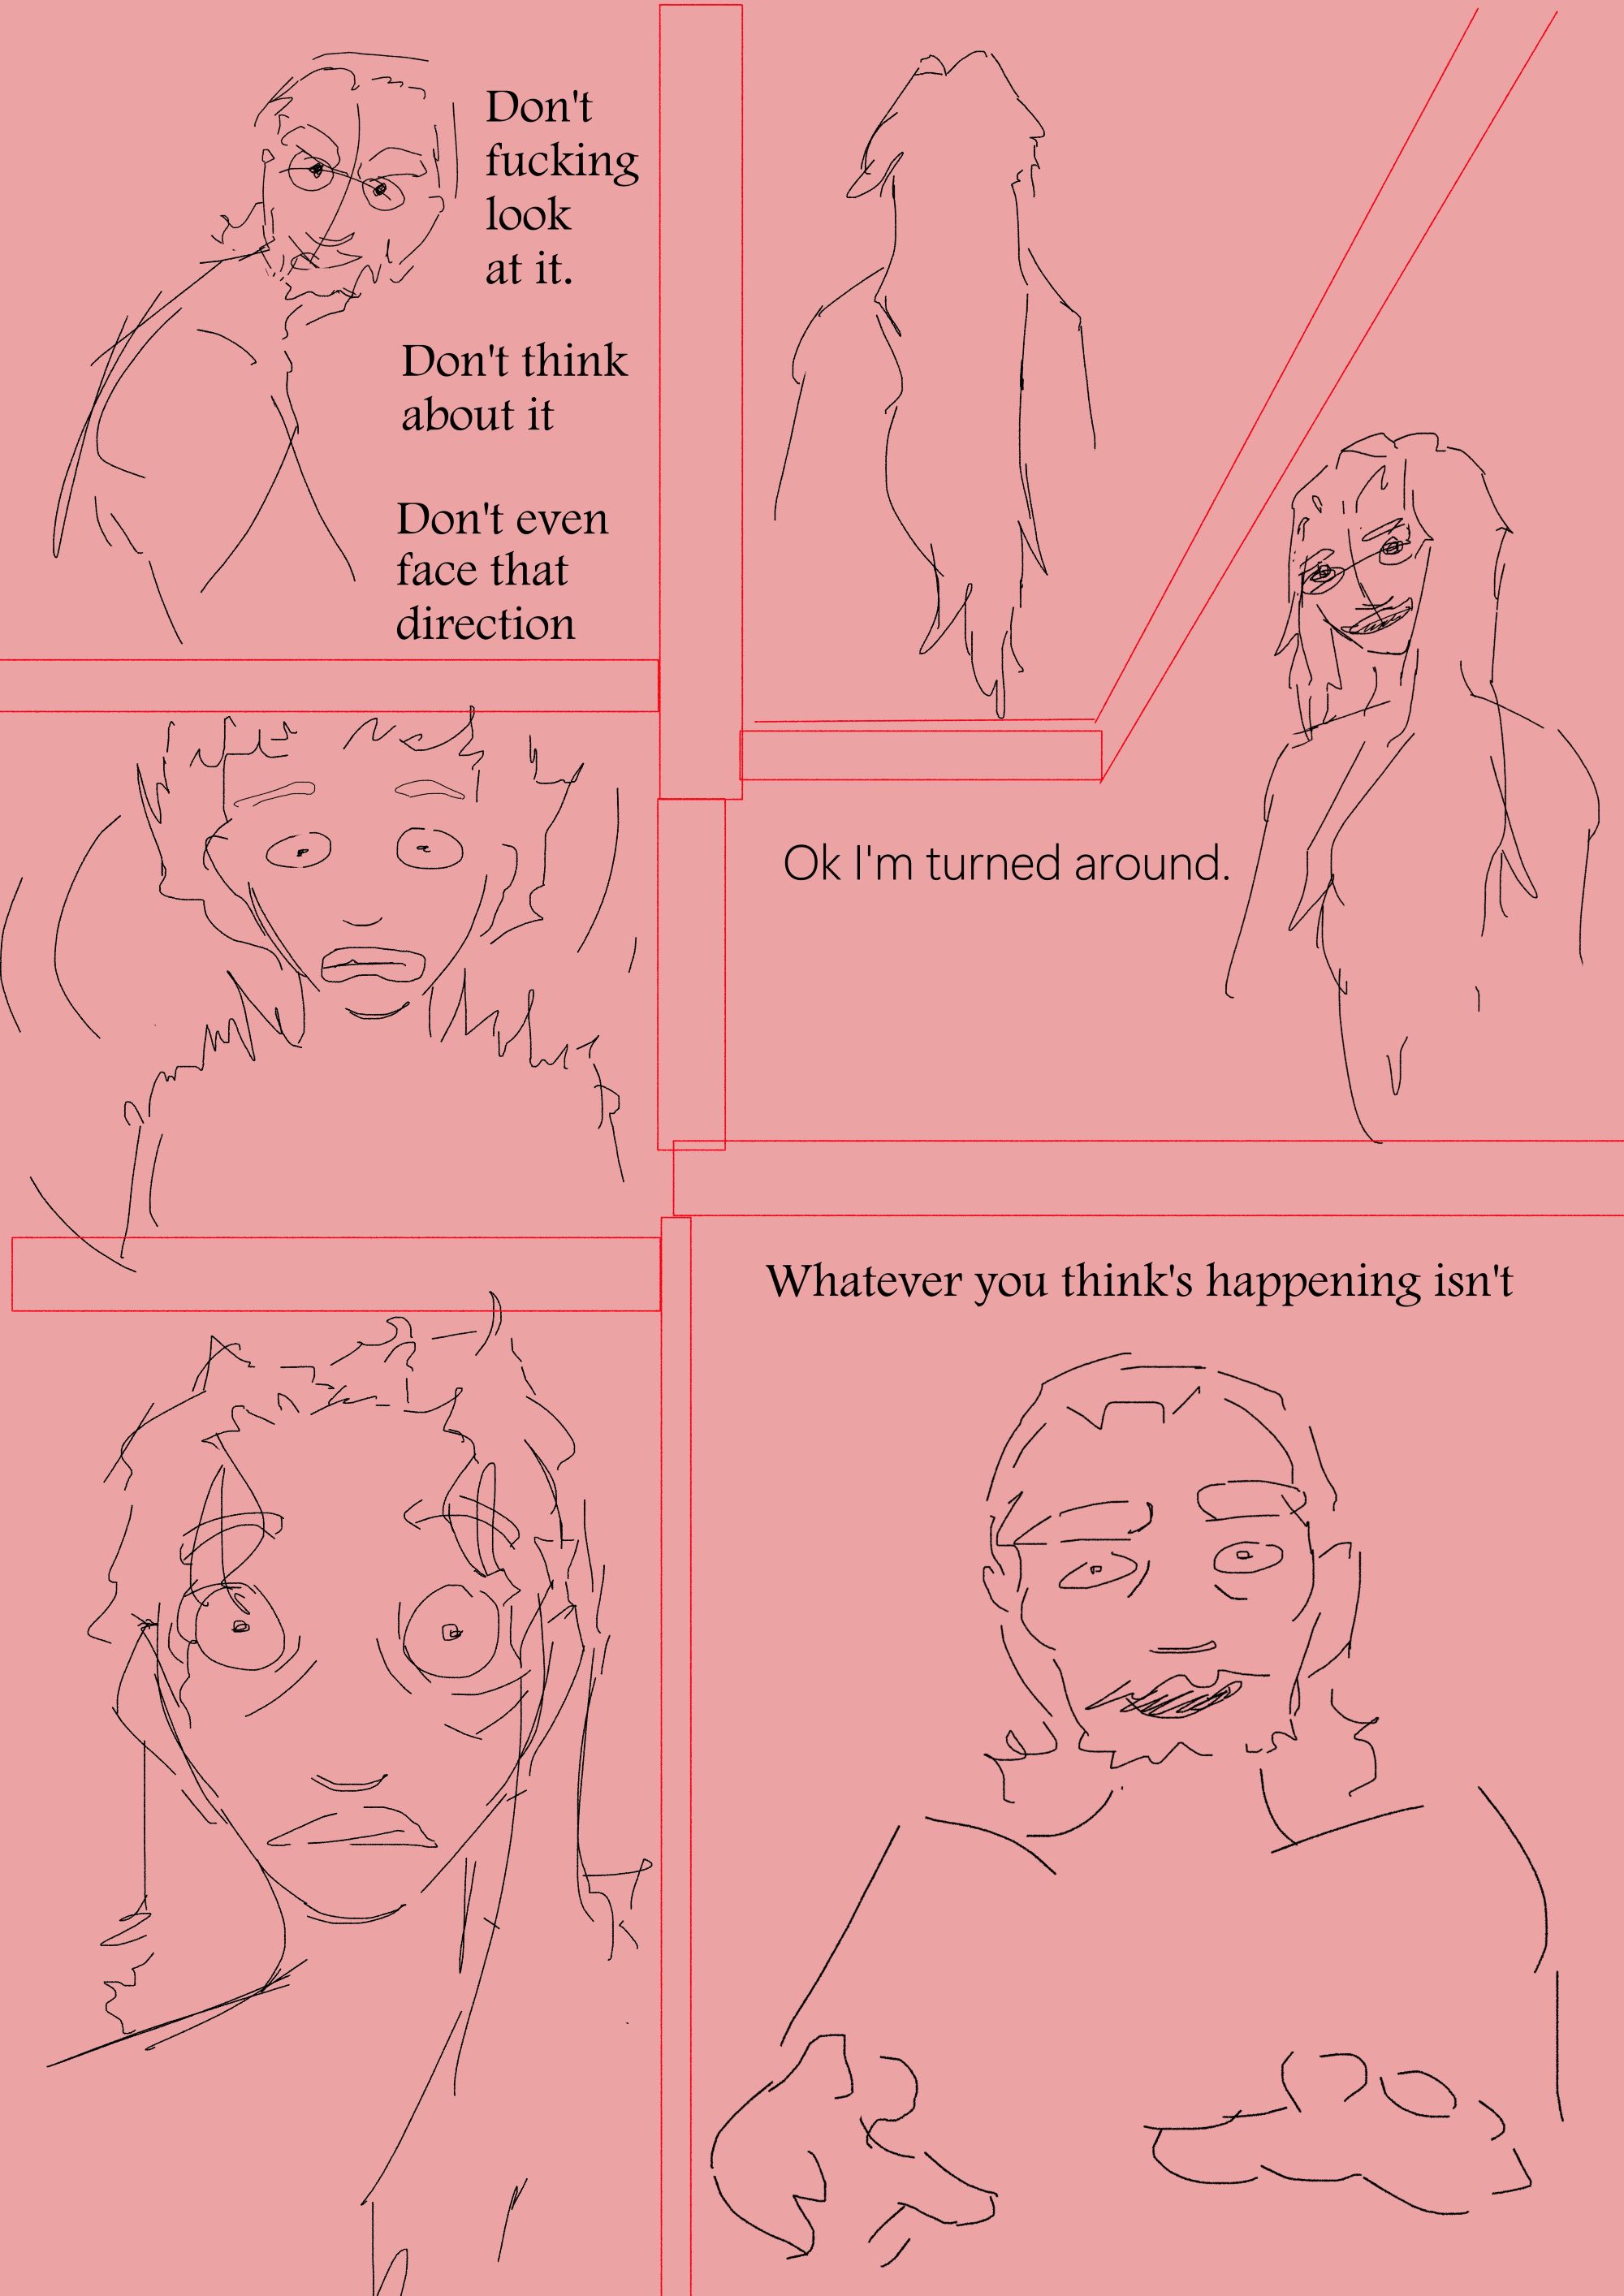 Don't
fucking
look
at it.
Don't think
about it
Don't even
face that
direction
Ok I'm turned around.
Whatever you think's happening isn't